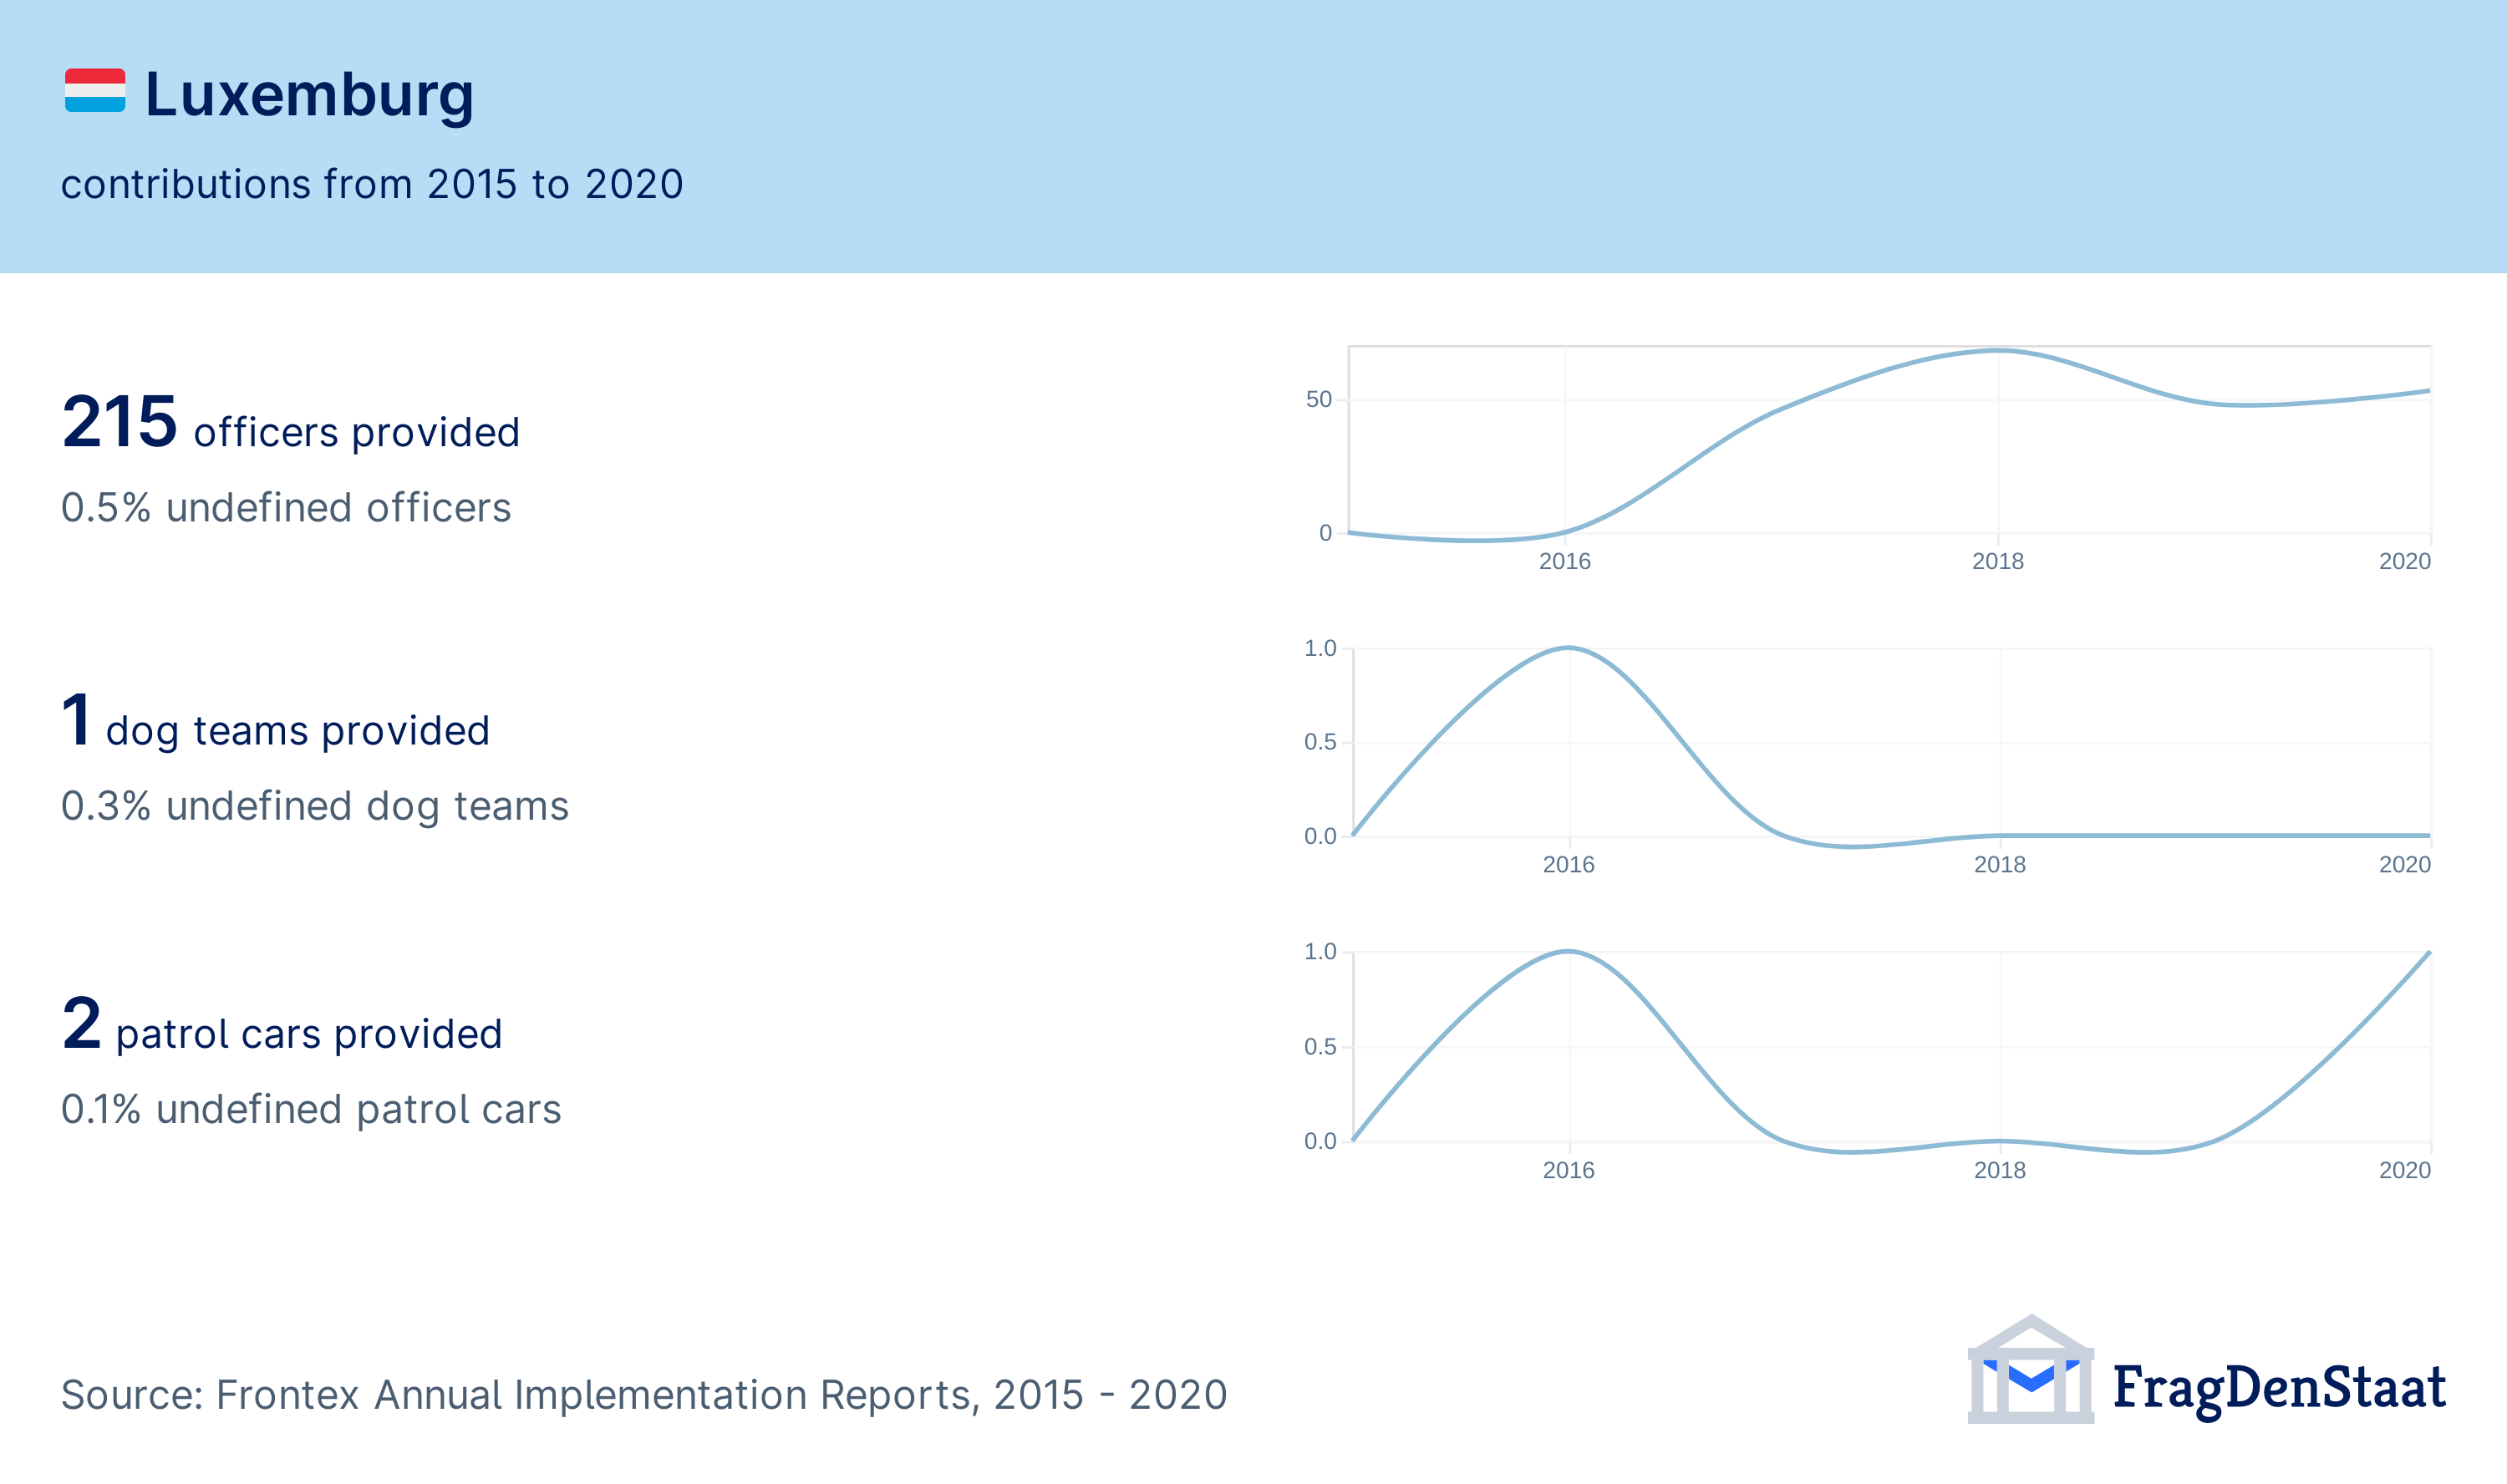 Luxemburg
contributions from 2015 to 2020
215 officers provided
0.5% undefined officers
50
0
2016 2018 2020
1 dog teams provided
0.3% undefined dog teams
1.0
0.5
0.0
2016 2018 2020
2 patrol cars provided
0.1% undefined patrol cars
1.0
0.5
0.0
2016 2018 2020
Source: Frontex Annual Implementation Reports, 2015 - 2020
FragDenStaat